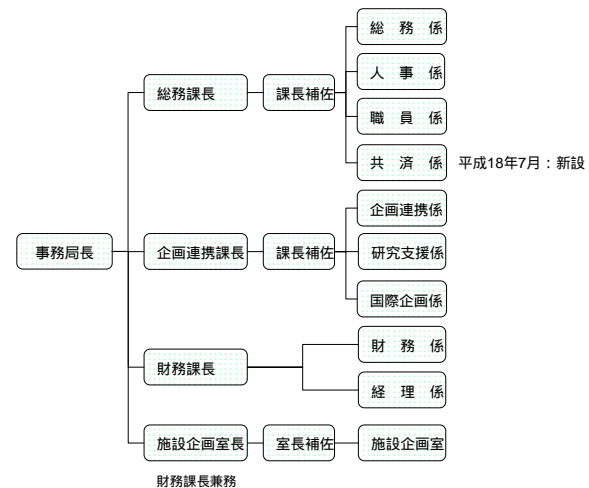 総 務 係
人 事 係
総務課長 課長補佐
職 員 係
共 済 係 平成18年7月：新設
企画連携係
事務局長 企画連携課長 課長補佐 研究支援係
国際企画係
財 務 係
財務課長
経 理 係
施設企画室長 室長補佐 施設企画室
財務課長兼務